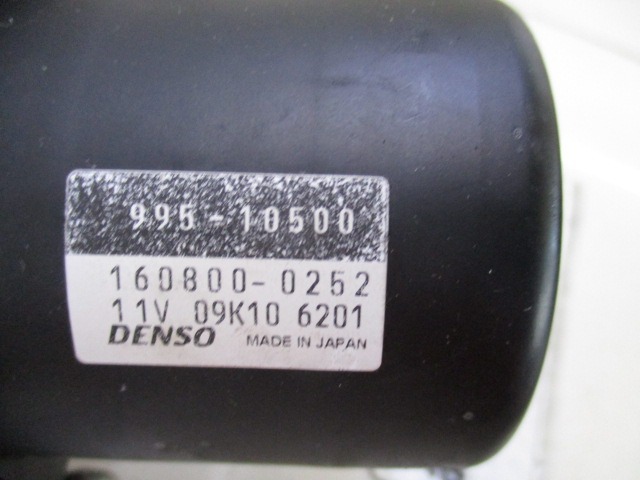 995-10500
160800-0252
11V 09K10 6201
DENSO MADE IN JAPAN